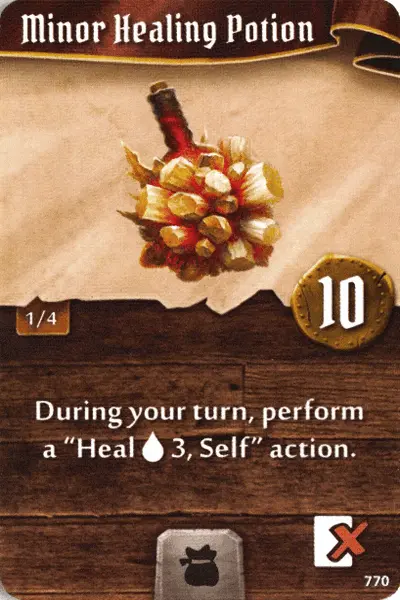 Minor Healing Potion
1/4
10
During your turn, perform
a “Heal 3, Self” action.
770